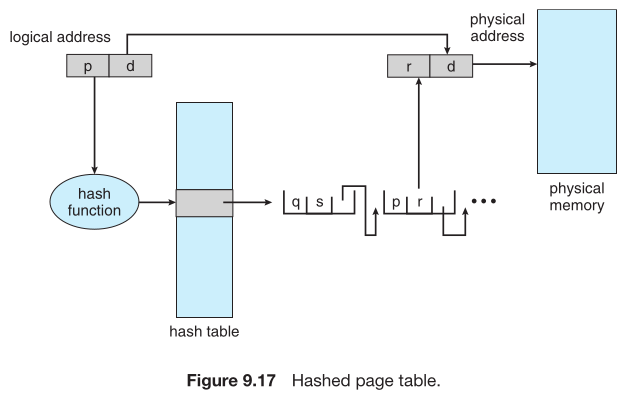 logical address
physical
address
p d
r d
hash
function
q s
p r
•••
physical
memory
hash table
Figure 9.17 Hashed page table.